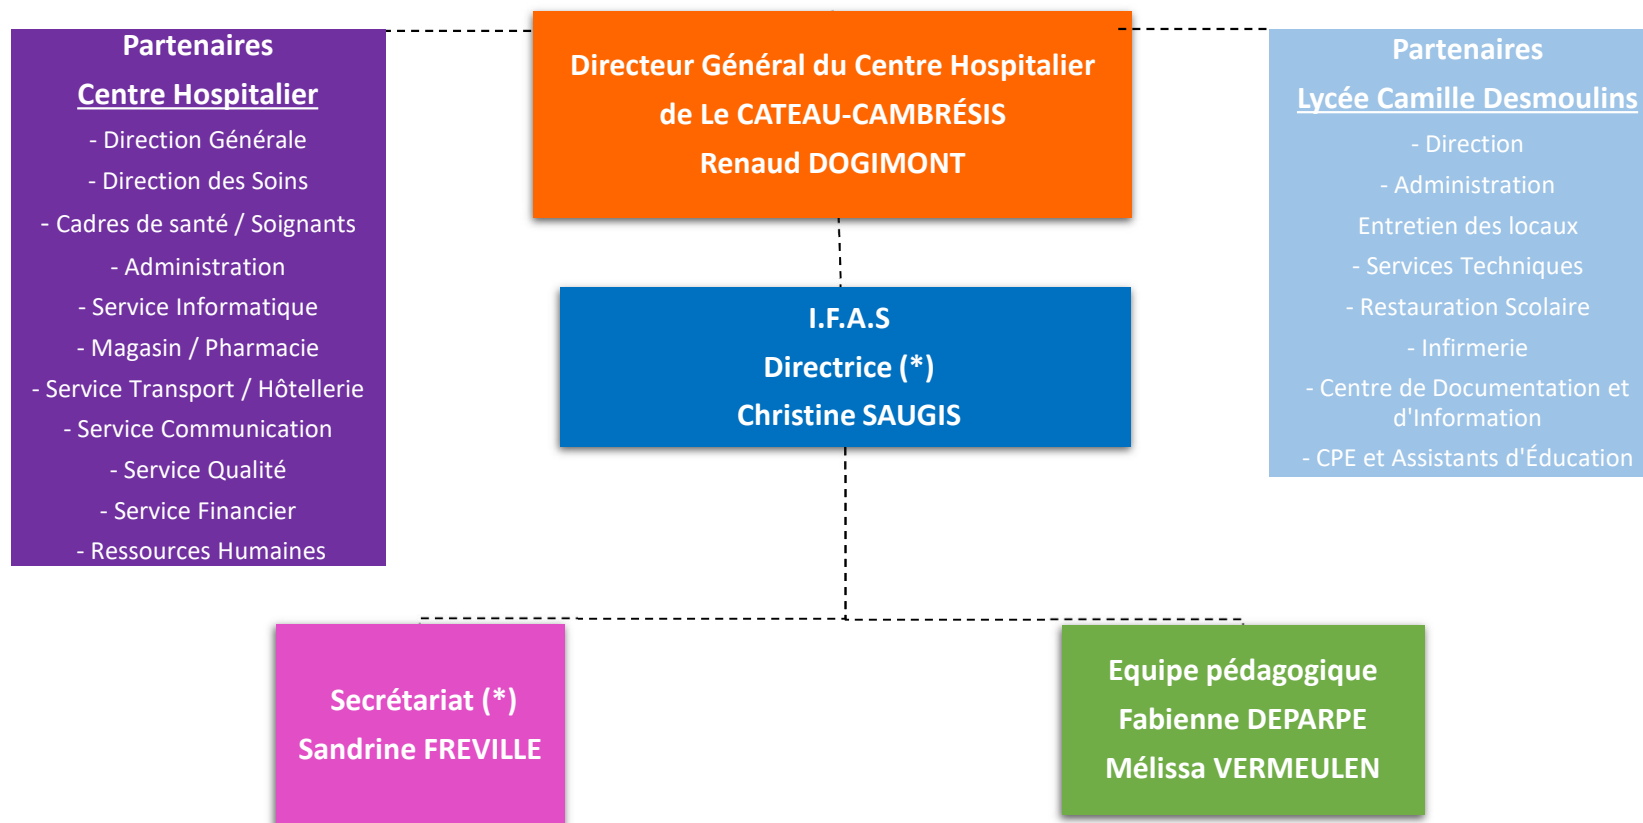 Partenaires
Centre Hospitalier
- Direction Générale
- Direction des Soins
- Cadres de santé / Soignants
- Administration
- Service Informatique
- Magasin / Pharmacie
- Service Transport / Hôtellerie
- Service Communication
- Service Qualité
- Service Financier
- Ressources Humaines
Directeur Général du Centre Hospitalier
de Le CATEAU-CAMBRÉSIS
Renaud DOGIMONT
Partenaires
Lycée Camille Desmoulins
- Direction
- Administration
Entretien des locaux
- Services Techniques
- Restauration Scolaire
- Infirmerie
- Centre de Documentation et
d'Information
- CPE et Assistants d'Éducation
I.F.A.S
Directrice (*)
Christine SAUGIS
Secrétariat (*)
Sandrine FREVILLE
Equipe pédagogique
Fabienne DEPARPE
Mélissa VERMEULEN